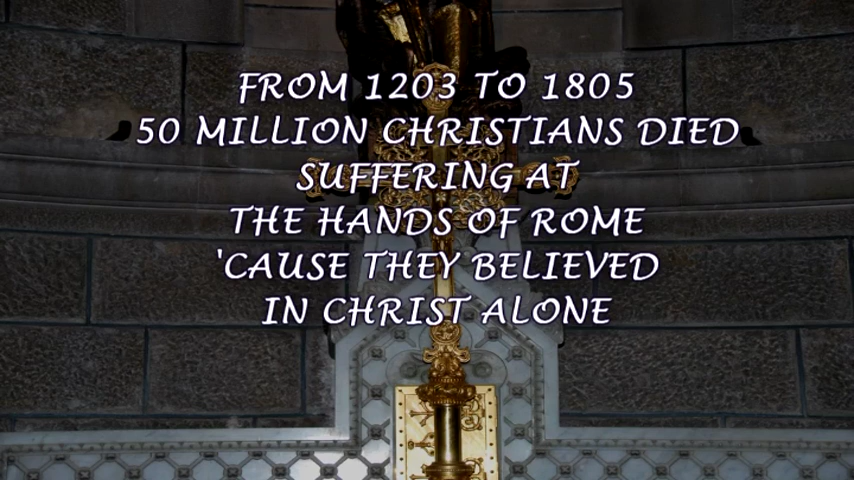 FROM 1203 TO 1805
50 MILLION CHRISTIANS DIED
SUFFERING AT
THE HANDS OF ROME
'CAUSE THEY BELIEVED
IN CHRIST ALONE